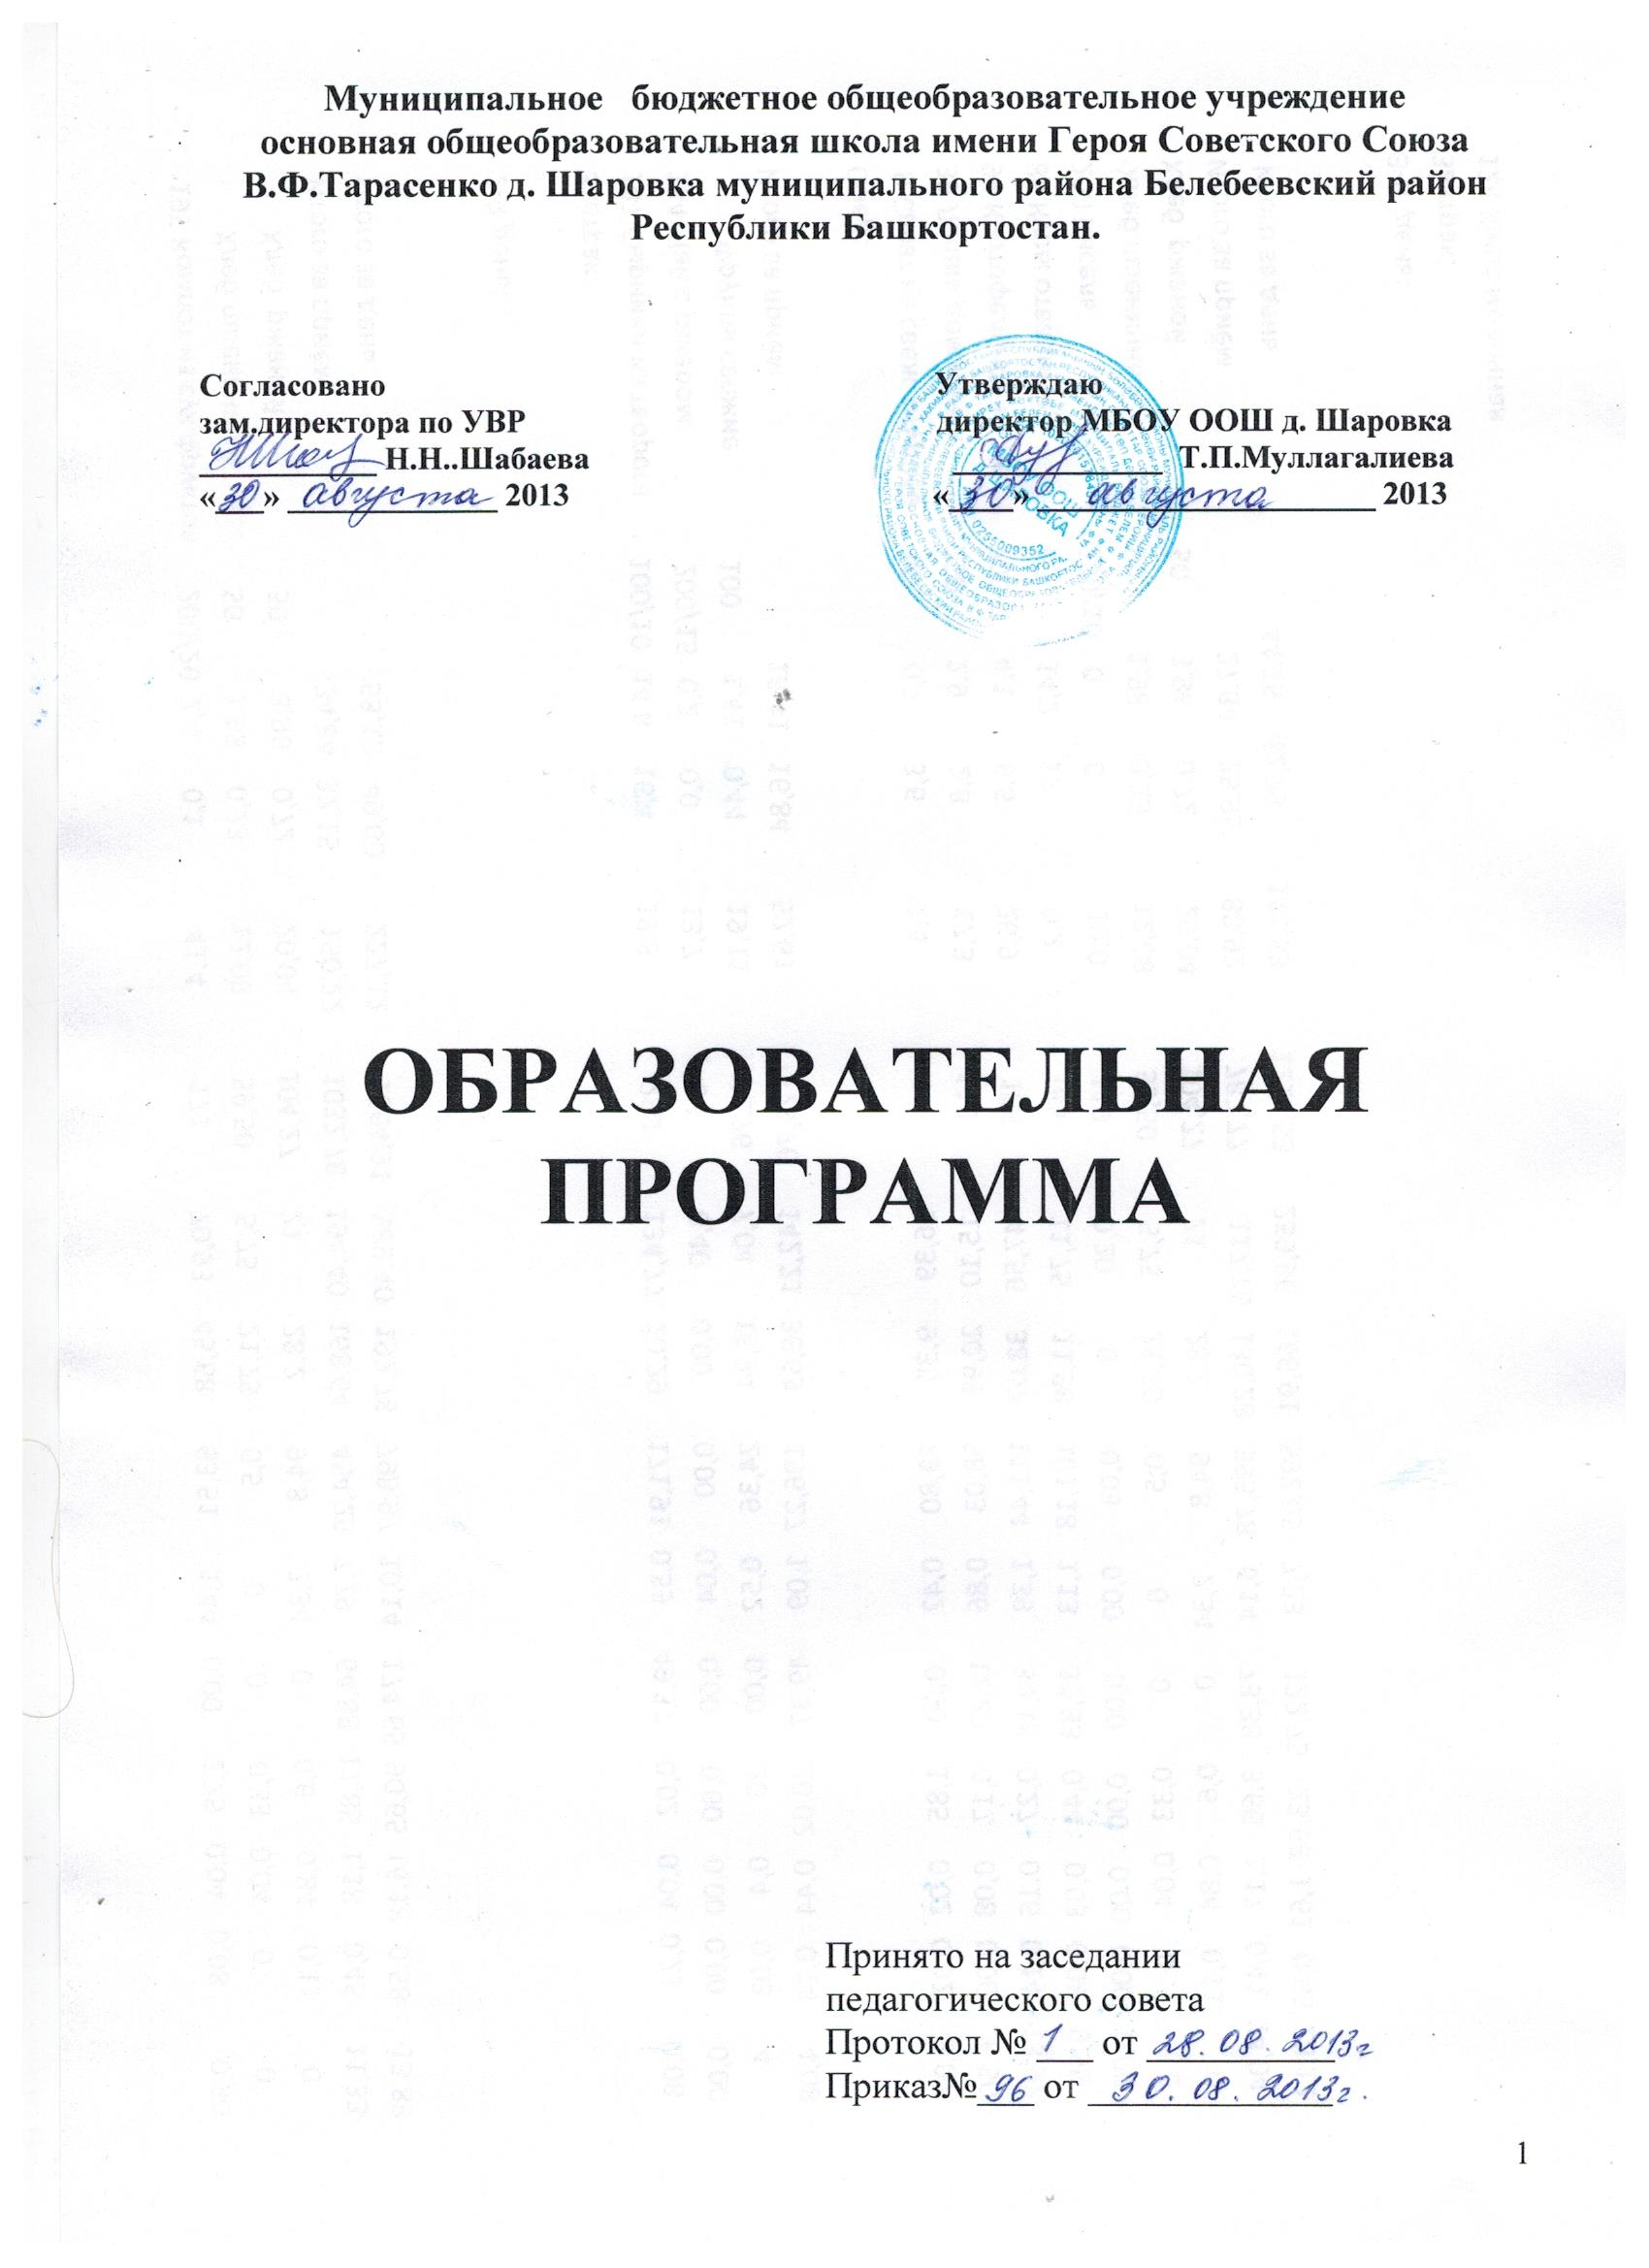 Муниципальное бюджетное общеобразовательное учреждение
основная общеобразовательная школа имени Героя Советского Союза
В.Ф.Тарасенко д. Шаровка муниципального района Белебеевский район
Республики Башкортостан.
Согласовано
зам.директора по УВР
Н.Н..Шабаева
«30» августа 2013
Утверждаю
директор МБОУ ООШ д. Шаровка
Т.П.Муллагалиева
«30» августа 2013
0255009352
ОБРАЗОВАТЕЛЬНАЯ
ПРОГРАММА
Принято на заседании
педагогического совета
Протокол № 1 от 28.08.2013г
Приказ№ 96 от 30.08.2013г.
1